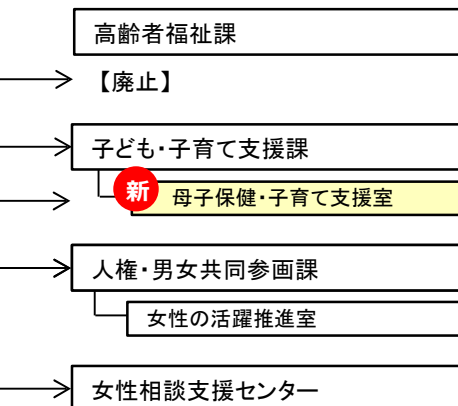 高齢者福祉課
【廃止】
子ども・子育て支援課
新 母子保健・子育て支援室
人権・男女共同参画課
女性の活躍推進室
女性相談支援センター